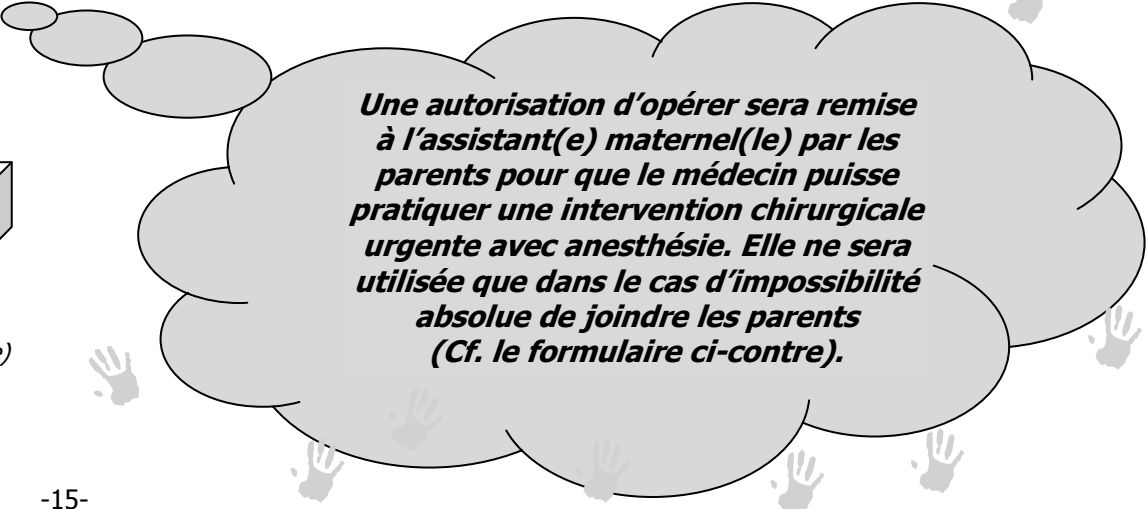 Une autorisation d’opérer sera remise
à l’assistant(e) maternel(le) par les
parents pour que le médecin puisse
pratiquer une intervention chirurgicale
urgente avec anesthésie. Elle ne sera
utilisée que dans le cas d’impossibilité
absolue de joindre les parents
(Cf. le formulaire ci-contre).
-15-